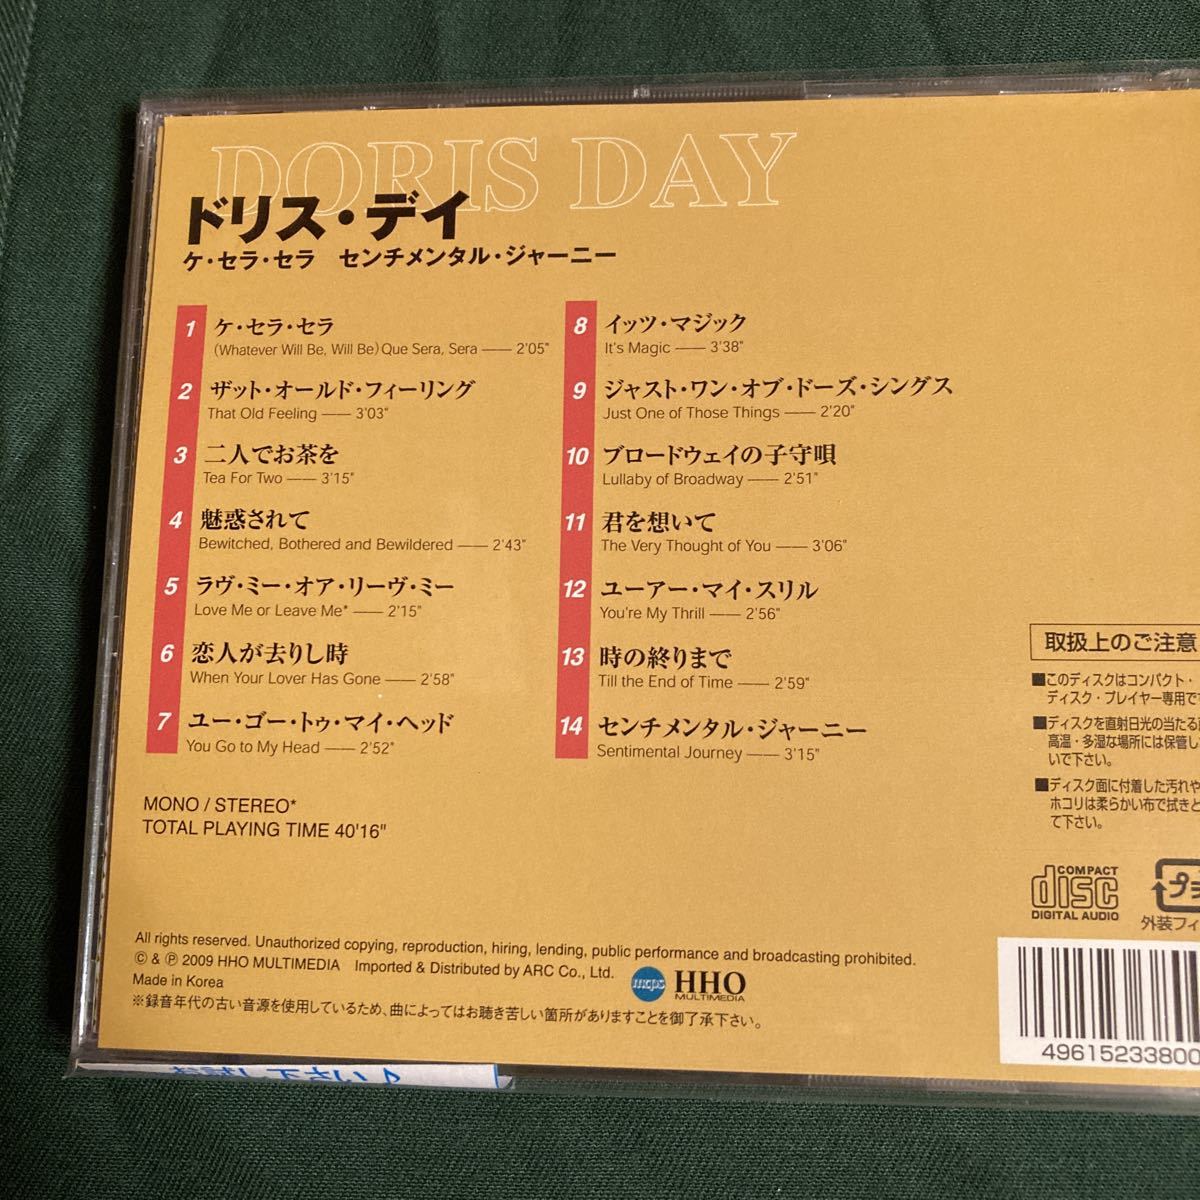 DORIS DAY
ドリス・デイ
ケ・セラ・セラ　センチメンタル・ジャーニー
1 ケ・セラ・セラ
(Whatever Will Be, Will Be) Que Sera, Sera —— 2'05"
2 ザット・オールド・フィーリング
That Old Feeling —— 3'03"
3 二人でお茶を
Tea For Two —— 3'15"
4 魅惑されて
Bewitched, Bothered and Bewildered —— 2'43"
5 ラヴ・ミー・オア・リーヴ・ミー
Love Me or Leave Me* —— 2'15"
6 恋人が去りし時
When Your Lover Has Gone —— 2'58"
7 ユー・ゴー・トゥ・マイ・ヘッド
You Go to My Head —— 2'52"
8 イッツ・マジック
It's Magic —— 3'38"
9 ジャスト・ワン・オブ・ドーズ・シングス
Just One of Those Things —— 2'20"
10 ブロードウェイの子守唄
Lullaby of Broadway —— 2'51"
11 君を想いて
The Very Thought of You —— 3'06"
12 ユーアー・マイ・スリル
You're My Thrill —— 2'56"
13 時の終りまで
Till the End of Time —— 2'59"
14 センチメンタル・ジャーニー
Sentimental Journey —— 3'15"
MONO / STEREO*
TOTAL PLAYING TIME 40'16"
取扱上のご注意
■このディスクはコンパクト・
ディスク・プレイヤー専用で
■ディスクを直射日光の当たる
高温・多湿な場所には保管し
いで下さい。
■ディスク面に付着した汚れや
ホコリは柔らかい布で拭きと
て下さい。
COMPACT
disc
DIGITAL AUDIO
プ
外装フィ
All rights reserved. Unauthorized copying, reproduction, hiring, lending, public performance and broadcasting prohibited.
© & ℗ 2009 HHO MULTIMEDIA　Imported & Distributed by ARC Co., Ltd.
Made in Korea
※録音年代の古い音源を使用しているため、曲によってはお聴き苦しい箇所がありますことを御了承下さい。
mcps
HHO
MULTIMEDIA
49615233800